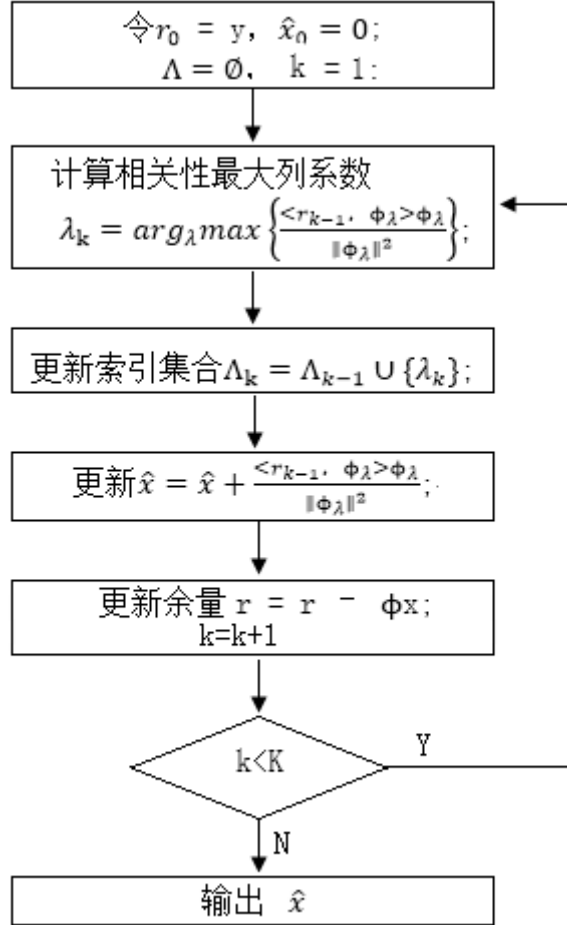 令r₀ = y, x̂₀ = 0;
Λ = Ø, k = 1:
计算相关性最大列系数
λₖ = arg_λ max {<rₖ₋₁, ϕ_λ>ϕ_λ / ‖ϕ_λ‖²};
更新索引集合Λₖ = Λₖ₋₁ ∪ {λₖ};
更新x̂ = x̂ + <rₖ₋₁, ϕ_λ>ϕ_λ / ‖ϕ_λ‖²;
更新余量 r = r - ϕx;
k=k+1
k<K
Y
N
输出 x̂